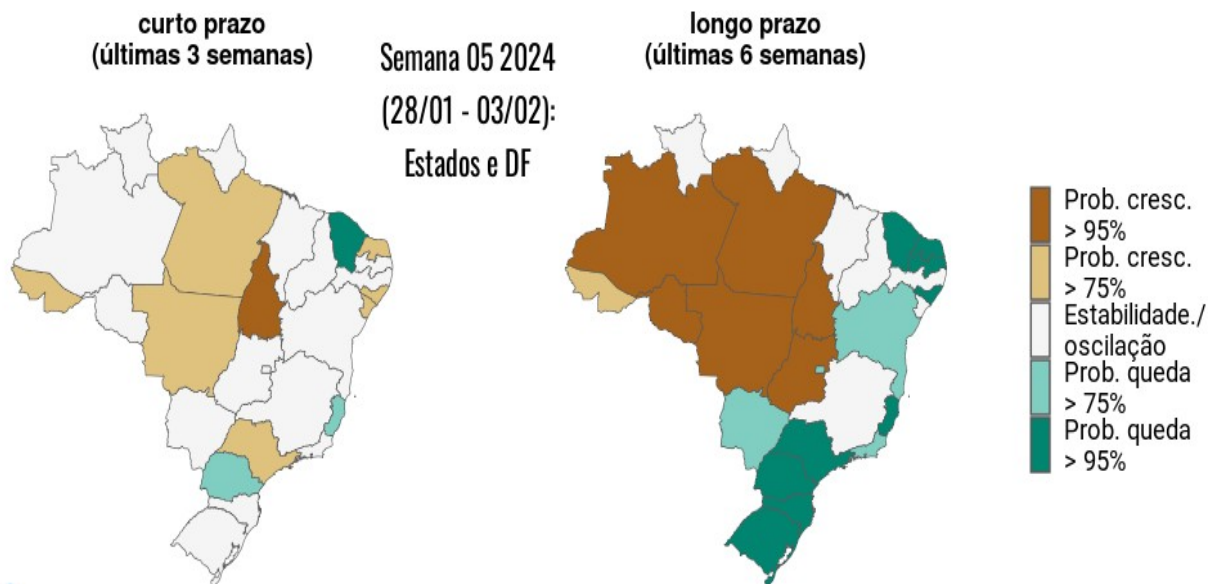 curto prazo
(últimas 3 semanas)
Semana 05 2024
(28/01 - 03/02):
Estados e DF
longo prazo
(últimas 6 semanas)
Prob. cresc.
> 95%
Prob. cresc.
> 75%
Estabilidade./
oscilação
Prob. queda
> 75%
Prob. queda
> 95%